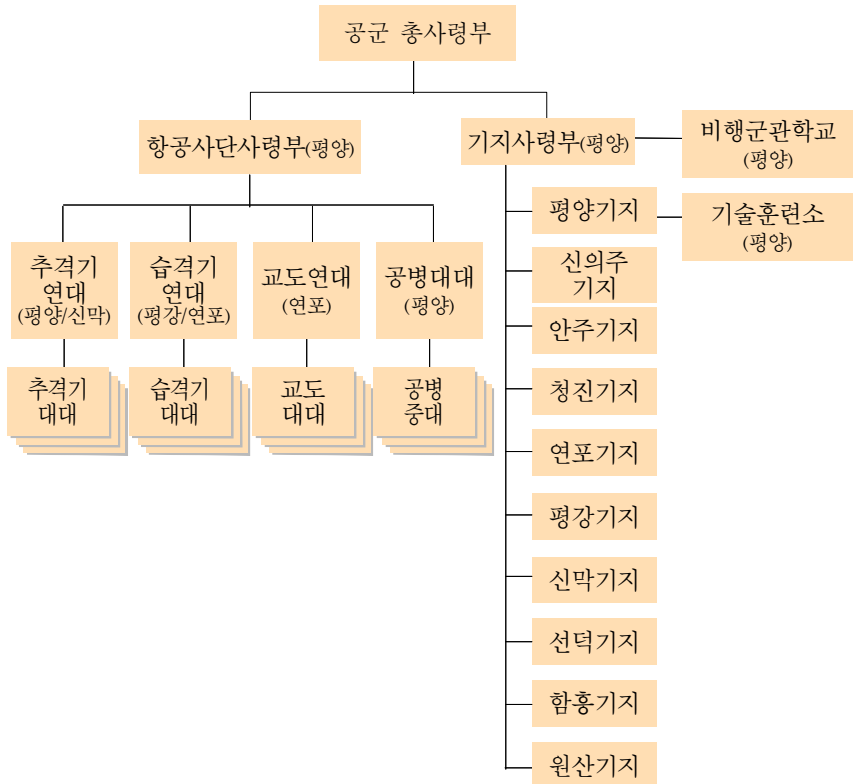 공군 총사령부
항공사단사령부(평양)
기지사령부(평양)
비행군관학교
(평양)
평양기지
기술훈련소
(평양)
추격기
연대
(평양/신막)
습격기
연대
(평강/연포)
교도연대
(연포)
공병대대
(평양)
신의주
기지
안주기지
추격기
대대
습격기
대대
교도
대대
공병
중대
청진기지
연포기지
평강기지
신막기지
선덕기지
함흥기지
원산기지